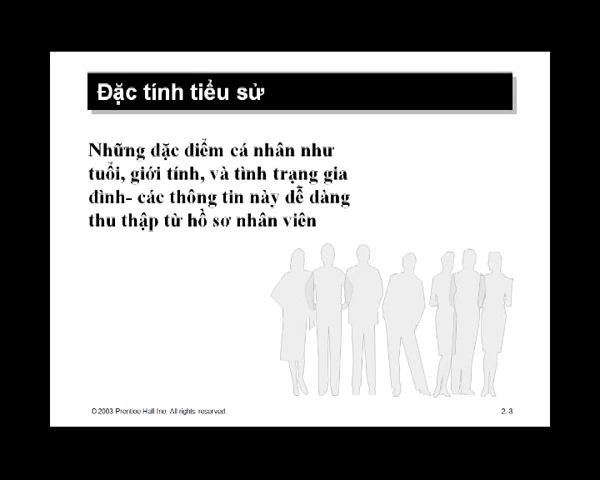 Đặc tính tiểu sử
Những đặc điểm cá nhân như
tuổi, giới tính, và tình trạng gia
đình- các thông tin này dễ dàng
thu thập từ hồ sơ nhân viên
© 2003 Prentice Hall Inc. All rights reserved.
2–3